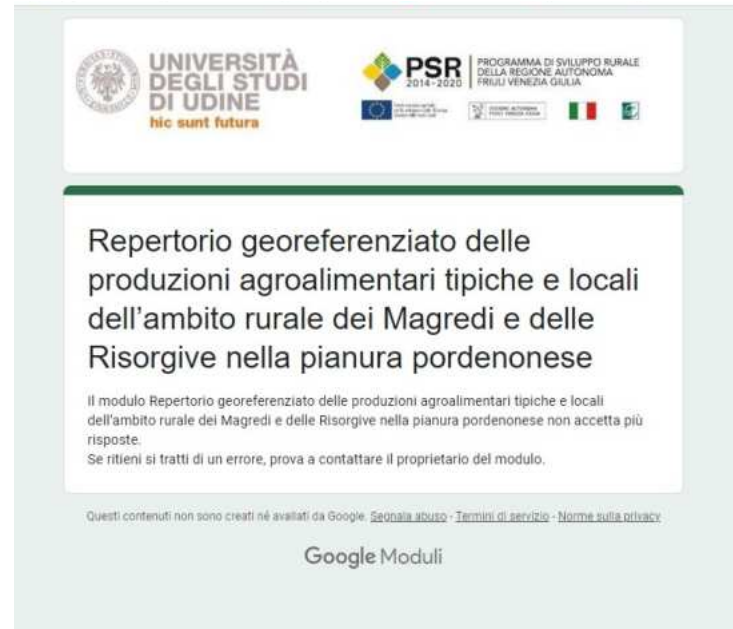 UNIVERSITÀ
DEGLI STUDI
DI UDINE
hic sunt futura
PSR
2014-2020
PROGRAMMA DI SVILUPPO RURALE
DELLA REGIONE AUTONOMA
FRIULI VENEZIA GIULIA
Repertorio georeferenziato delle
produzioni agroalimentari tipiche e locali
dell’ambito rurale dei Magredi e delle
Risorgive nella pianura pordenonese
Il modulo Repertorio georeferenziato delle produzioni agroalimentari tipiche e locali
dell'ambito rurale dei Magredi e delle Risorgive nella pianura pordenonese non accetta più
risposte.
Se ritieni si tratti di un errore, prova a contattare il proprietario del modulo.
Questi contenuti non sono creati né avallati da Google. Segnala abuso - Termini di servizio - Norme sulla privacy
Google Moduli